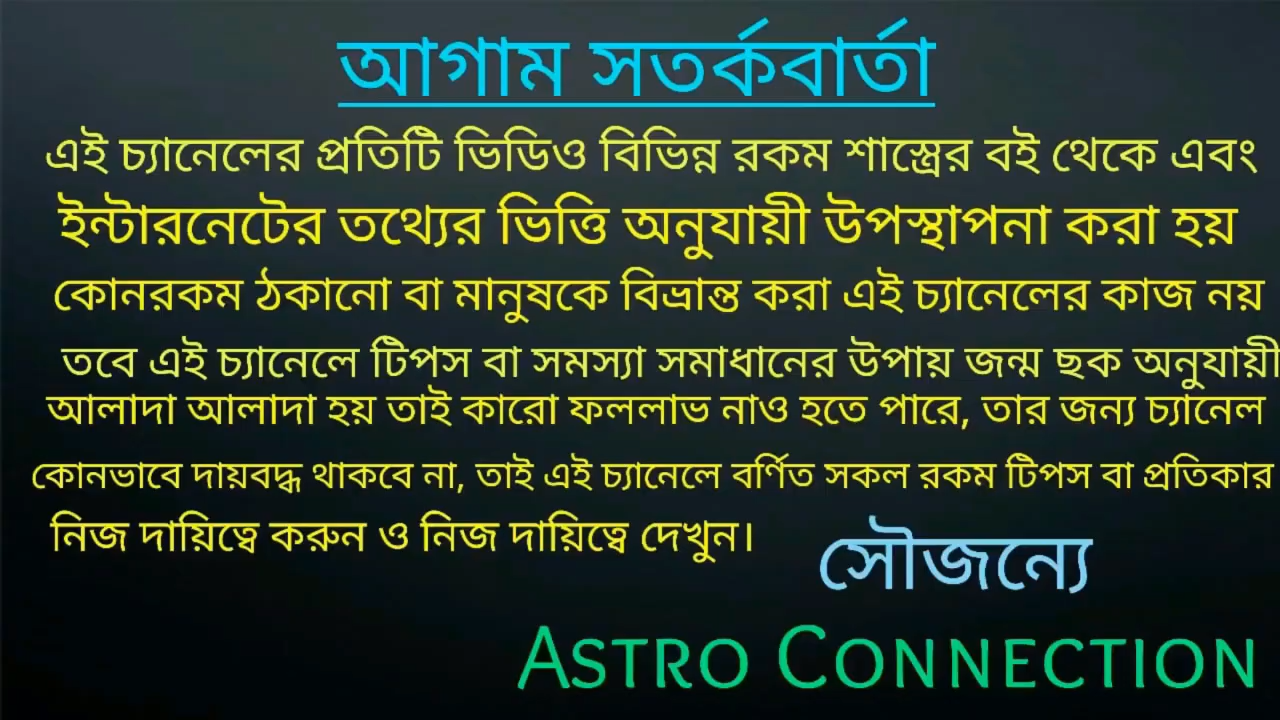 আগাম সতর্কবার্তা
এই চ্যানেলের প্রতিটি ভিডিও বিভিন্ন রকম শাস্ত্রের বই থেকে এবং
ইন্টারনেটের তথ্যের ভিত্তি অনুযায়ী উপস্থাপনা করা হয়
কোনরকম ঠকানো বা মানুষকে বিভ্রান্ত করা এই চ্যানেলের কাজ নয়
তবে এই চ্যানেলে টিপস বা সমস্যা সমাধানের উপায় জন্ম ছক অনুযায়ী
আলাদা আলাদা হয় তাই কারো ফললাভ নাও হতে পারে, তার জন্য চ্যানেল
কোনভাবে দায়বদ্ধ থাকবে না, তাই এই চ্যানেলে বর্ণিত সকল রকম টিপস বা প্রতিকার
নিজ দায়িত্বে করুন ও নিজ দায়িত্বে দেখুন।
সৌজন্যে
ASTRO CONNECTION